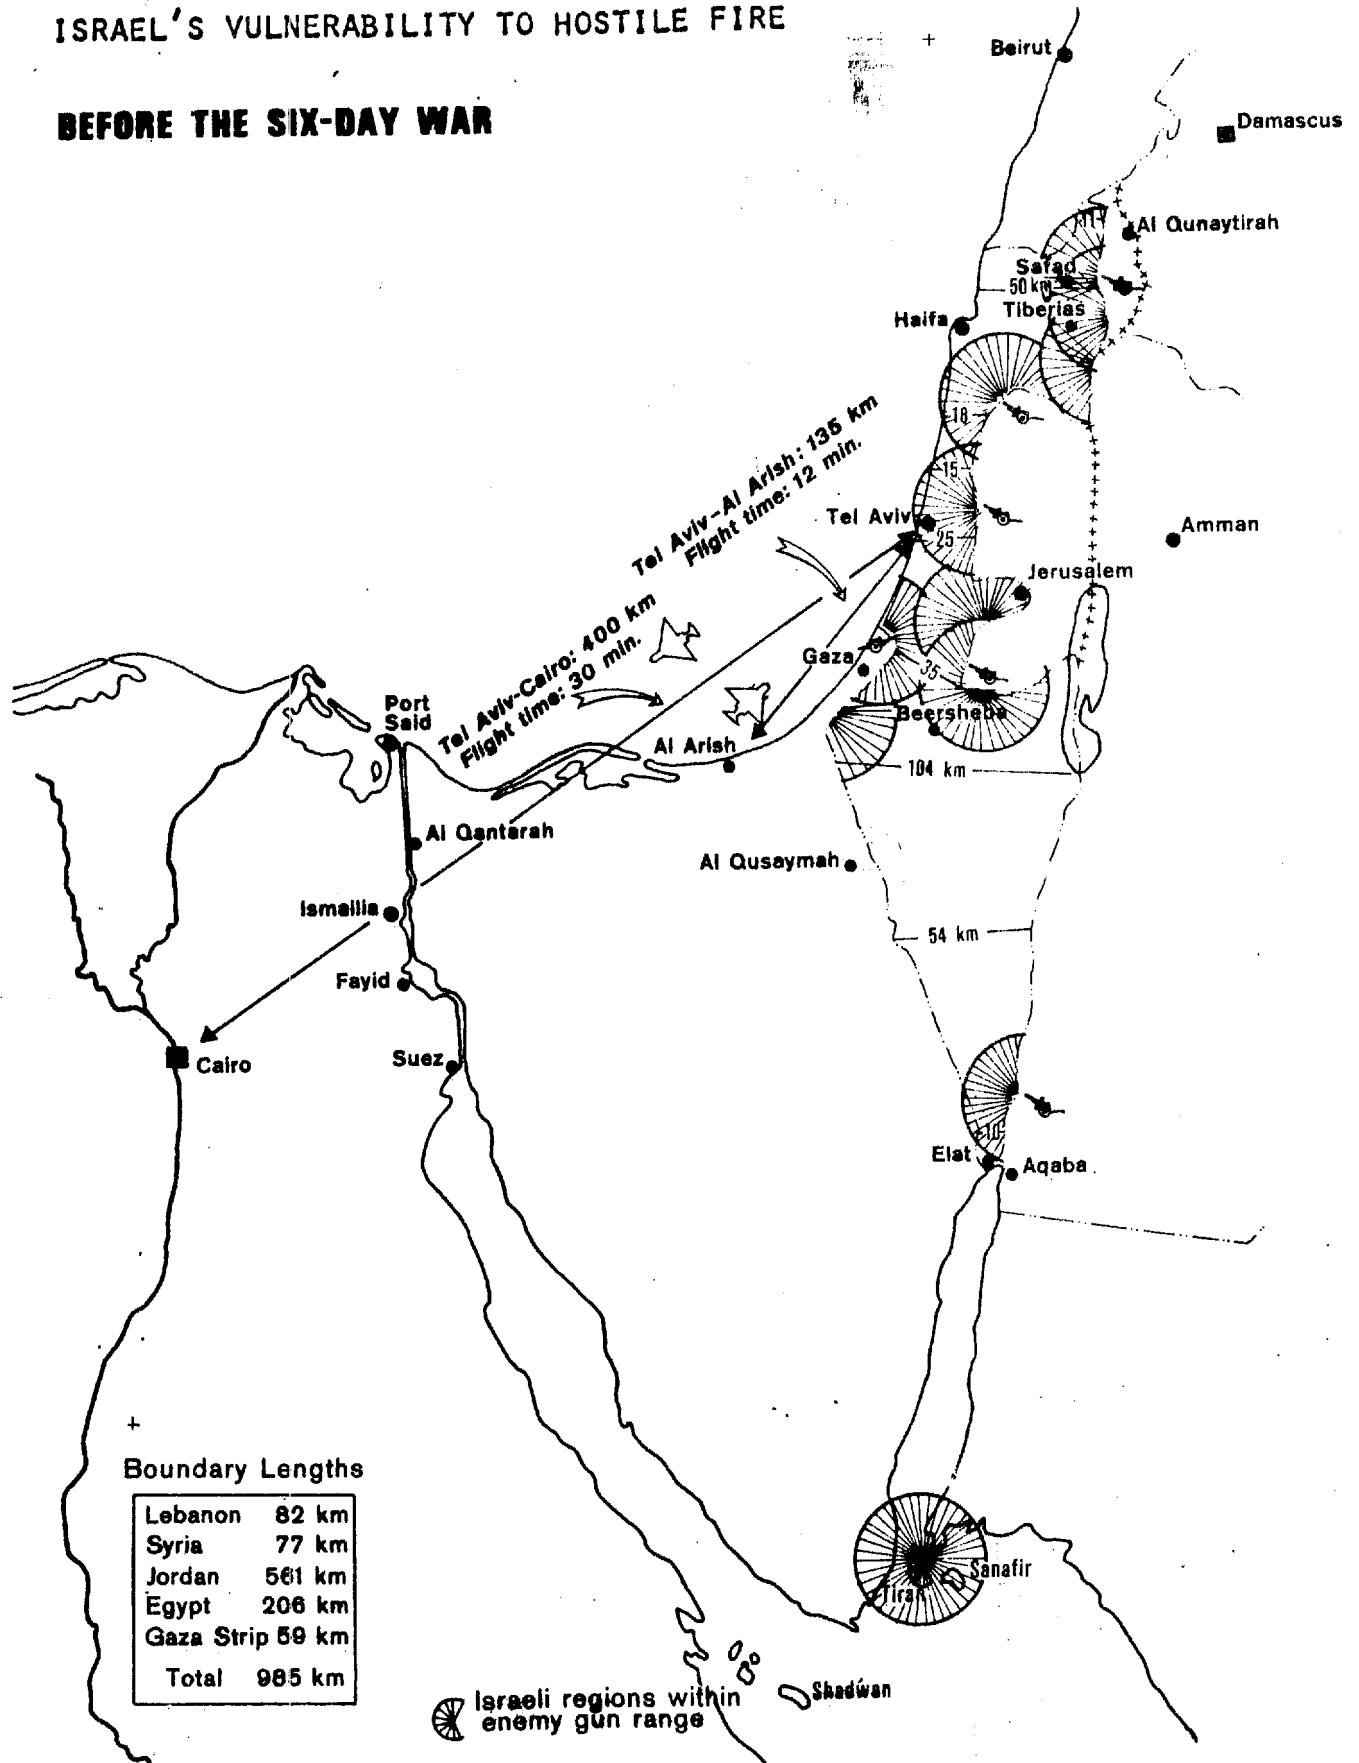 ISRAEL'S VULNERABILITY TO HOSTILE FIRE
BEFORE THE SIX-DAY WAR
Beirut
Damascus
Al Qunaytirah
11
Safad
50 km
Tiberias
Haifa
18
15
Tel Aviv
25
Amman
Jerusalem
Tel Aviv-Al Arish: 135 km
Flight time: 12 min.
Tel Aviv-Cairo: 400 km
Flight time: 30 min.
Gaza
35
Beersheba
Port
Said
Al Arish
104 km
Al Qantarah
Al Qusaymah
Ismailia
54 km
Fayid
Suez
Cairo
10
Elat
Aqaba
Sanafir
Tiran
Shadwan
Boundary Lengths
Lebanon 82 km
Syria 77 km
Jordan 561 km
Egypt 206 km
Gaza Strip 59 km
Total 985 km
Israeli regions within
enemy gun range